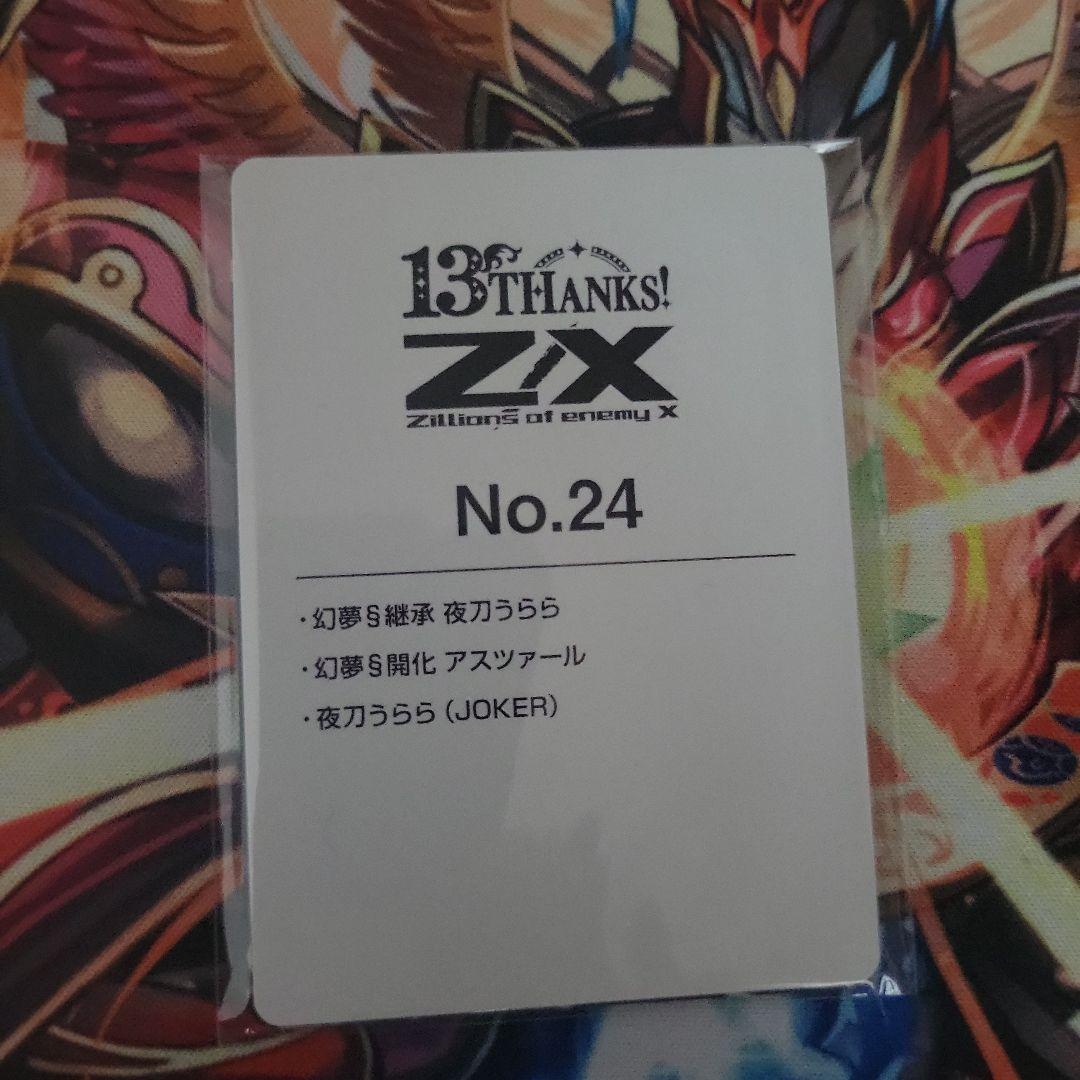 13THANKS!
Z/X
Zillions of enemy X
No.24
・幻夢§継承 夜刀うらら
・幻夢§開化 アスツァール
・夜刀うらら（JOKER）